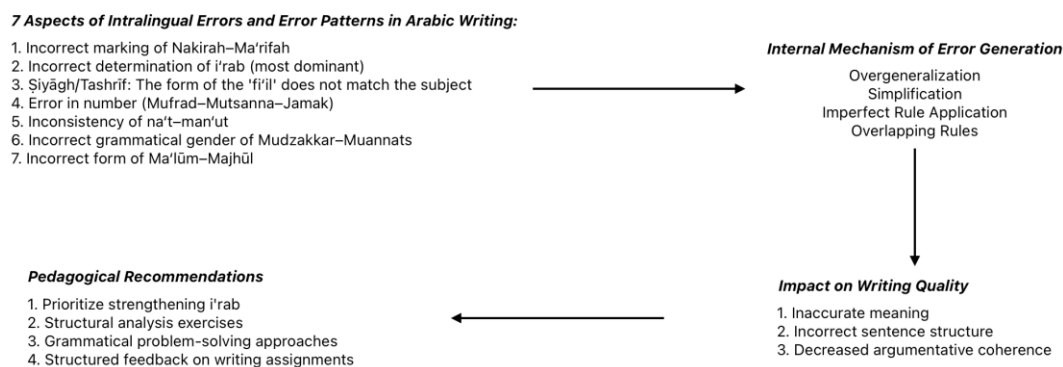 7 Aspects of Intralingual Errors and Error Patterns in Arabic Writing:
1. Incorrect marking of Nakirah–Ma‘rifah
2. Incorrect determination of i‘rab (most dominant)
3. Ṣiyāgh/Tashrīf: The form of the 'fi‘il' does not match the subject
4. Error in number (Mufrad–Mutsanna–Jamak)
5. Inconsistency of na‘t–man‘ut
6. Incorrect grammatical gender of Mudzakkar–Muannats
7. Incorrect form of Ma‘lūm–Majhūl
Internal Mechanism of Error Generation
Overgeneralization
Simplification
Imperfect Rule Application
Overlapping Rules
Impact on Writing Quality
1. Inaccurate meaning
2. Incorrect sentence structure
3. Decreased argumentative coherence
Pedagogical Recommendations
1. Prioritize strengthening i'rab
2. Structural analysis exercises
3. Grammatical problem-solving approaches
4. Structured feedback on writing assignments